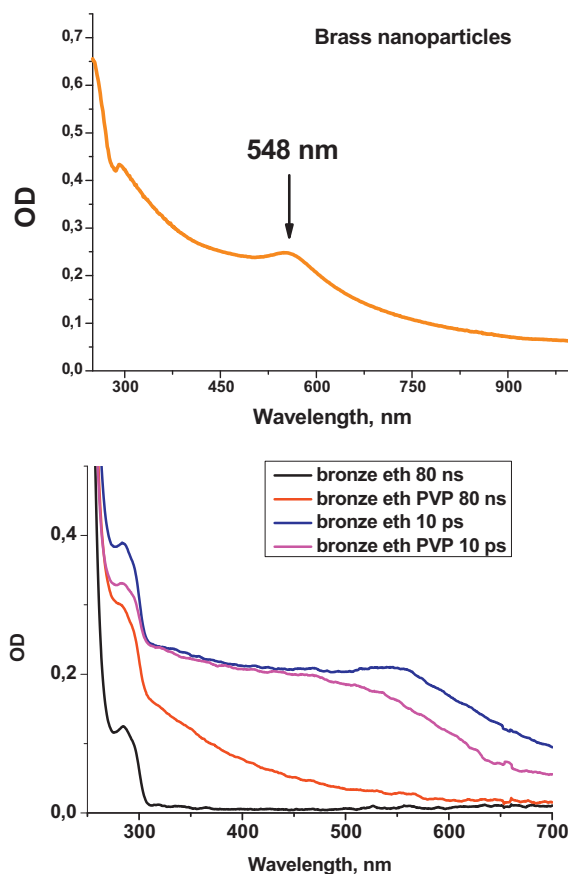 Brass nanoparticles
548 nm
OD
0,7
0,6
0,5
0,4
0,3
0,2
0,1
0,0
300 450 600 750 900
Wavelength, nm
bronze eth 80 ns
bronze eth PVP 80 ns
bronze eth 10 ps
bronze eth PVP 10 ps
OD
0,4
0,2
0,0
300 400 500 600 700
Wavelength, nm